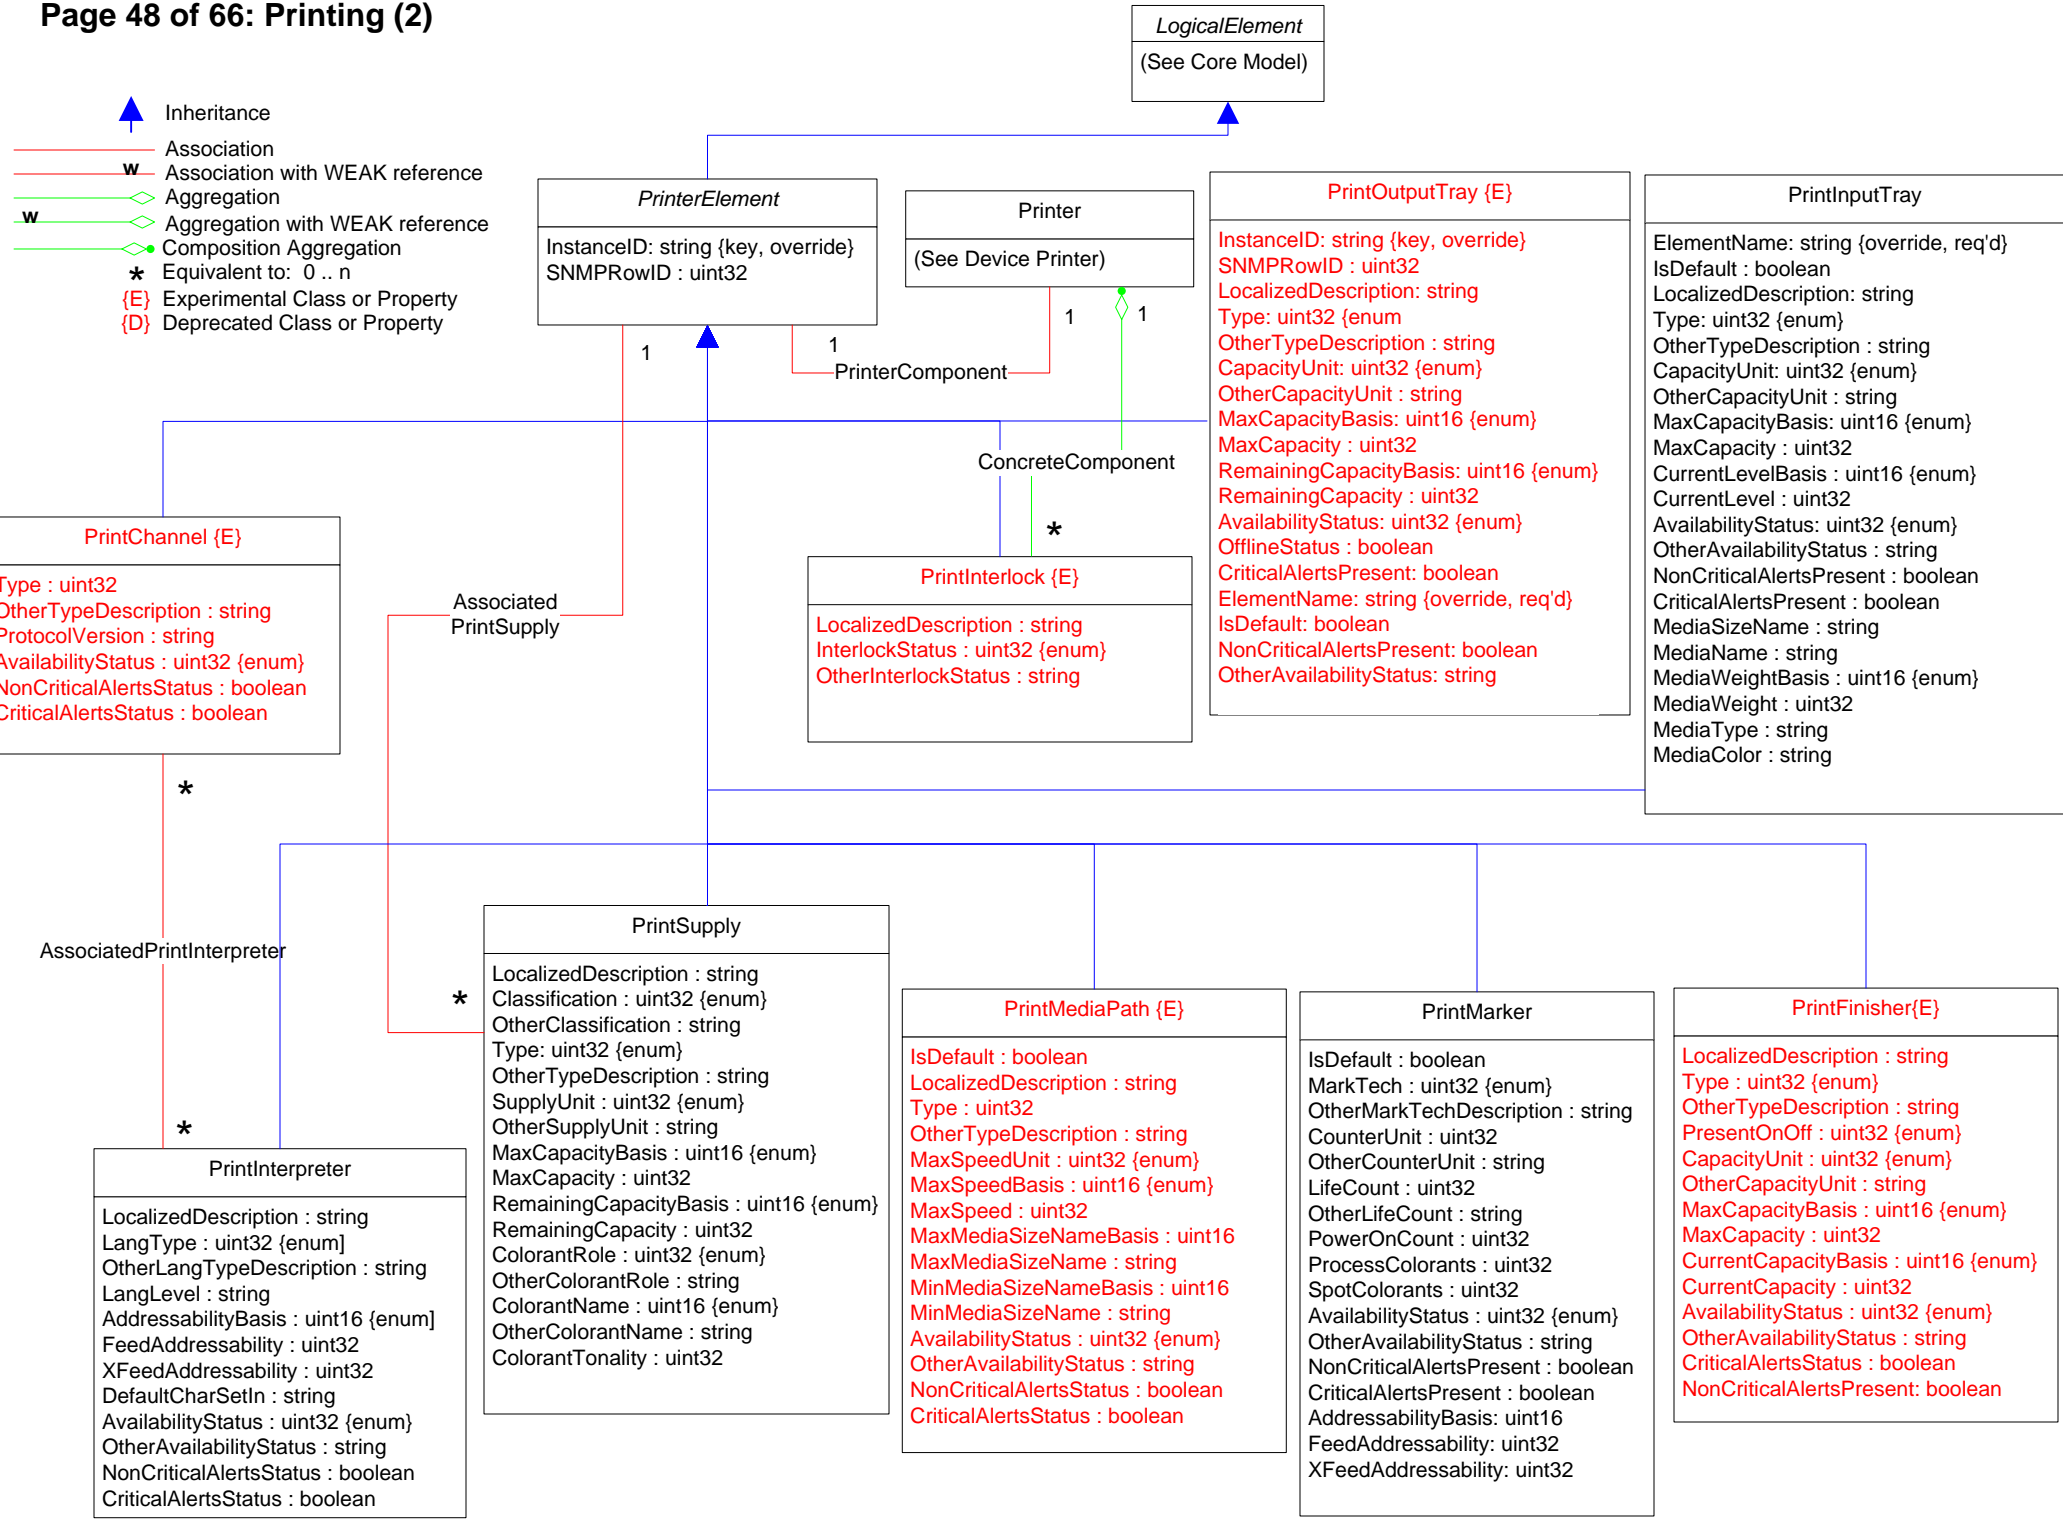 Page 48 of 66: Printing (2)
Inheritance
Association
w Association with WEAK reference
Aggregation
w Aggregation with WEAK reference
Composition Aggregation
* Equivalent to: 0 .. n
{E} Experimental Class or Property
{D} Deprecated Class or Property
LogicalElement
(See Core Model)
PrinterElement
InstanceID: string {key, override}
SNMPRowID : uint32
Printer
(See Device Printer)
1
1
1
1
PrinterComponent
ConcreteComponent
*
PrintOutputTray {E}
InstanceID: string {key, override}
SNMPRowID : uint32
LocalizedDescription: string
Type: uint32 {enum
OtherTypeDescription : string
CapacityUnit: uint32 {enum}
OtherCapacityUnit : string
MaxCapacityBasis: uint16 {enum}
MaxCapacity : uint32
RemainingCapacityBasis: uint16 {enum}
RemainingCapacity : uint32
AvailabilityStatus: uint32 {enum}
OfflineStatus : boolean
CriticalAlertsPresent: boolean
ElementName: string {override, req'd}
IsDefault: boolean
NonCriticalAlertsPresent: boolean
OtherAvailabilityStatus: string
PrintInputTray
ElementName: string {override, req'd}
IsDefault : boolean
LocalizedDescription: string
Type: uint32 {enum}
OtherTypeDescription : string
CapacityUnit: uint32 {enum}
OtherCapacityUnit : string
MaxCapacityBasis: uint16 {enum}
MaxCapacity : uint32
CurrentLevelBasis : uint16 {enum}
CurrentLevel : uint32
AvailabilityStatus: uint32 {enum}
OtherAvailabilityStatus : string
NonCriticalAlertsPresent : boolean
CriticalAlertsPresent : boolean
MediaSizeName : string
MediaName : string
MediaWeightBasis : uint16 {enum}
MediaWeight : uint32
MediaType : string
MediaColor : string
PrintChannel {E}
Type : uint32
OtherTypeDescription : string
ProtocolVersion : string
AvailabilityStatus : uint32 {enum}
NonCriticalAlertsStatus : boolean
CriticalAlertsStatus : boolean
*
Associated
PrintSupply
PrintInterlock {E}
LocalizedDescription : string
InterlockStatus : uint32 {enum}
OtherInterlockStatus : string
AssociatedPrintInterpreter
*
*
PrintInterpreter
LocalizedDescription : string
LangType : uint32 {enum]
OtherLangTypeDescription : string
LangLevel : string
AddressabilityBasis : uint16 {enum]
FeedAddressability : uint32
XFeedAddressability : uint32
DefaultCharSetIn : string
AvailabilityStatus : uint32 {enum}
OtherAvailabilityStatus : string
NonCriticalAlertsStatus : boolean
CriticalAlertsStatus : boolean
PrintSupply
LocalizedDescription : string
Classification : uint32 {enum}
OtherClassification : string
Type: uint32 {enum}
OtherTypeDescription : string
SupplyUnit : uint32 {enum}
OtherSupplyUnit : string
MaxCapacityBasis : uint16 {enum}
MaxCapacity : uint32
RemainingCapacityBasis : uint16 {enum}
RemainingCapacity : uint32
ColorantRole : uint32 {enum}
OtherColorantRole : string
ColorantName : uint16 {enum}
OtherColorantName : string
ColorantTonality : uint32
PrintMediaPath {E}
IsDefault : boolean
LocalizedDescription : string
Type : uint32
OtherTypeDescription : string
MaxSpeedUnit : uint32 {enum}
MaxSpeedBasis : uint16 {enum}
MaxSpeed : uint32
MaxMediaSizeNameBasis : uint16
MaxMediaSizeName : string
MinMediaSizeNameBasis : uint16
MinMediaSizeName : string
AvailabilityStatus : uint32 {enum}
OtherAvailabilityStatus : string
NonCriticalAlertsStatus : boolean
CriticalAlertsStatus : boolean
PrintMarker
IsDefault : boolean
MarkTech : uint32 {enum}
OtherMarkTechDescription : string
CounterUnit : uint32
OtherCounterUnit : string
LifeCount : uint32
OtherLifeCount : string
PowerOnCount : uint32
ProcessColorants : uint32
SpotColorants : uint32
AvailabilityStatus : uint32 {enum}
OtherAvailabilityStatus : string
NonCriticalAlertsPresent : boolean
CriticalAlertsPresent : boolean
AddressabilityBasis: uint16
FeedAddressability: uint32
XFeedAddressability: uint32
PrintFinisher{E}
LocalizedDescription : string
Type : uint32 {enum}
OtherTypeDescription : string
PresentOnOff : uint32 {enum}
CapacityUnit : uint32 {enum}
OtherCapacityUnit : string
MaxCapacityBasis : uint16 {enum}
MaxCapacity : uint32
CurrentCapacityBasis : uint16 {enum}
CurrentCapacity : uint32
AvailabilityStatus : uint32 {enum}
OtherAvailabilityStatus : string
CriticalAlertsStatus : boolean
NonCriticalAlertsPresent: boolean